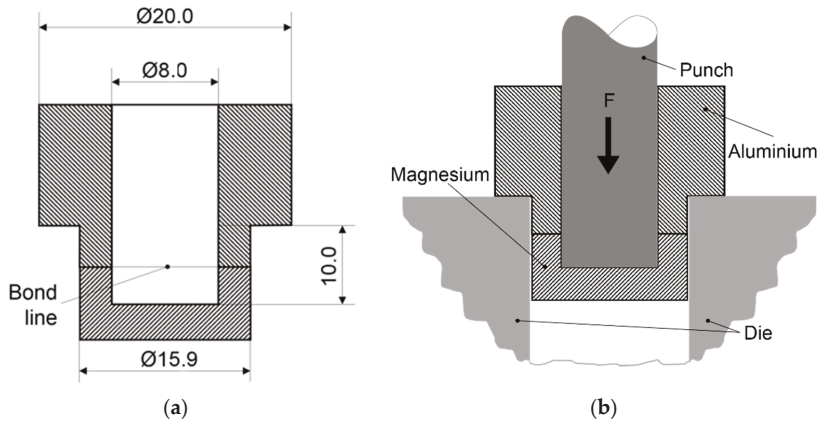 Ø20.0
Ø8.0
10.0
Bond
line
Ø15.9
(a)
Punch
F
Aluminium
Magnesium
Die
(b)